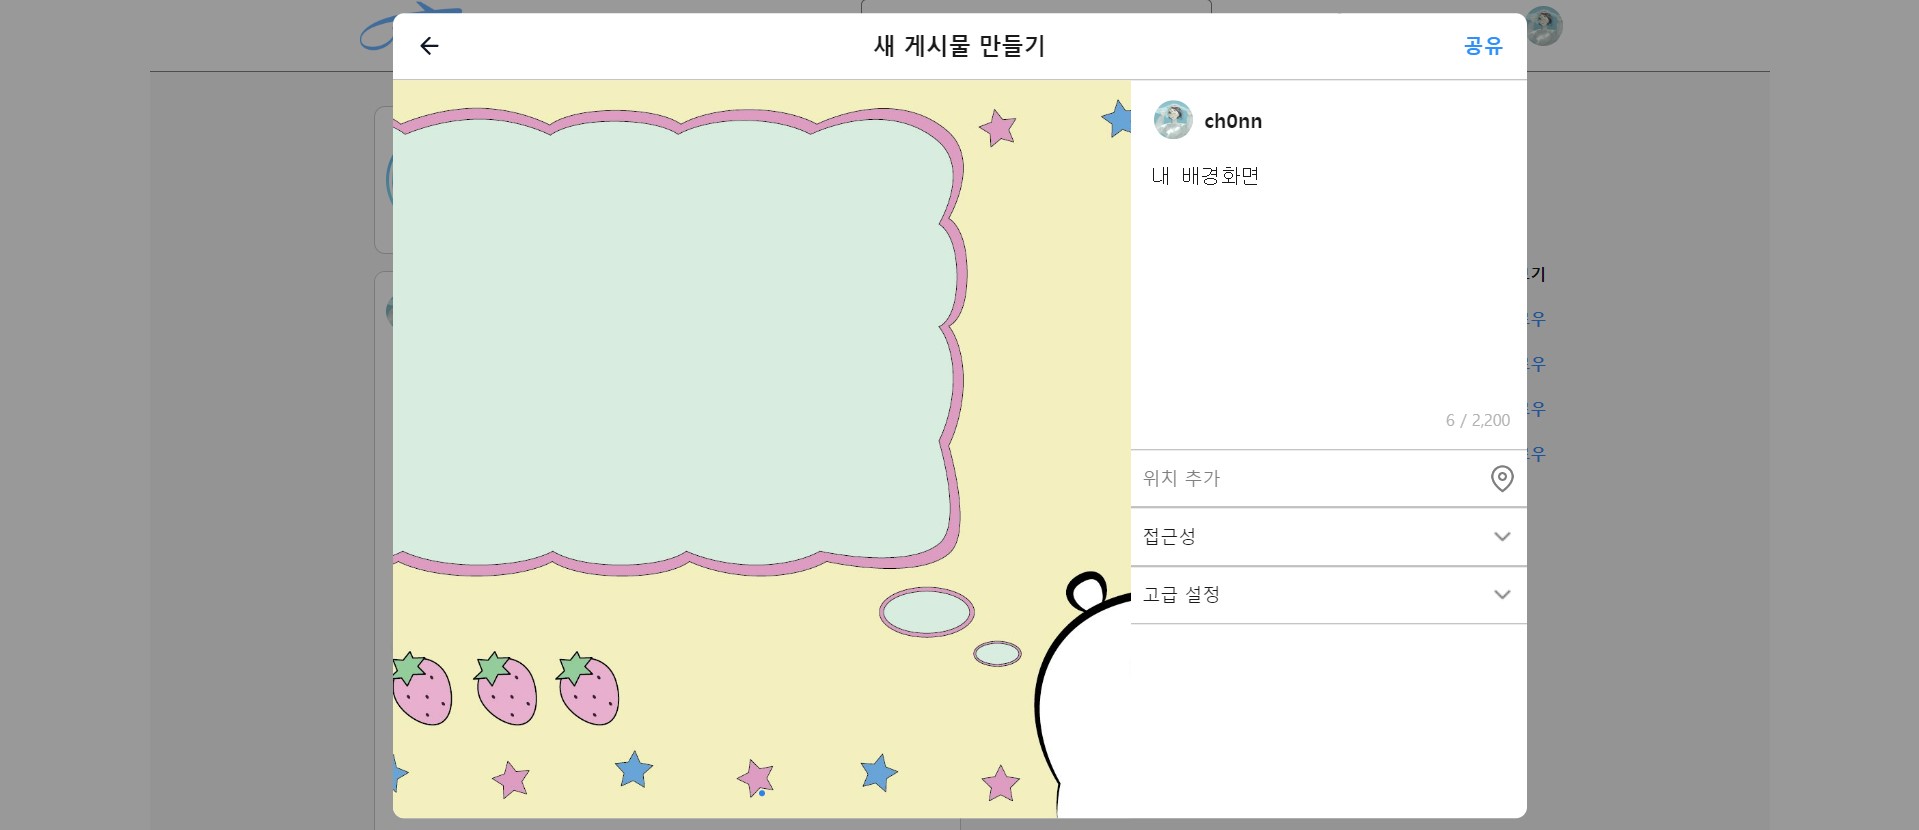 새 게시물 만들기
공유
ch0nn
내 배경화면
6 / 2,200
위치 추가
접근성
고급 설정